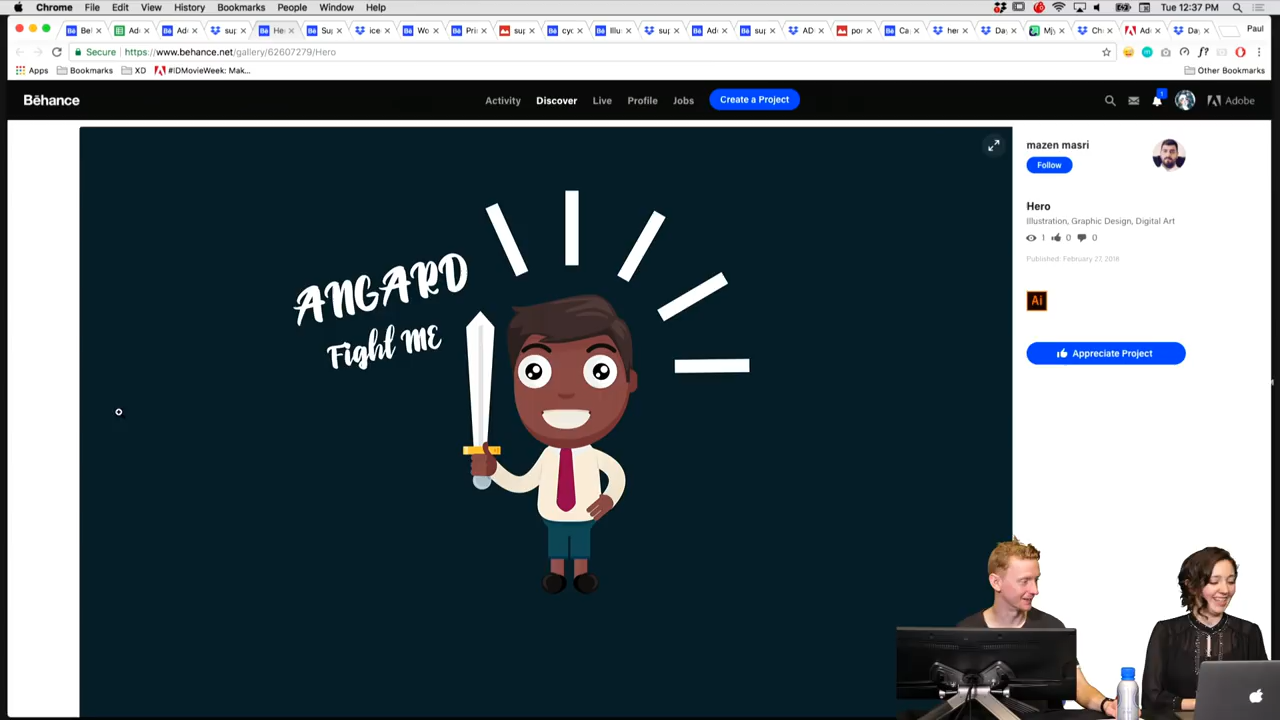 Chrome File Edit View History Bookmarks People Window Help Tue 12:37 PM
Paul
Secure https://www.behance.net/gallery/62607279/Hero
Apps Bookmarks XD #IDMovieWeek: Mak... Other Bookmarks
Bēhance Activity Discover Live Profile Jobs Create a Project 1 Adobe
mazen masri
Follow
Hero
Illustration, Graphic Design, Digital Art
1 0 0
Published: February 27, 2018
Ai
Appreciate Project
ANGARD
Fight ME